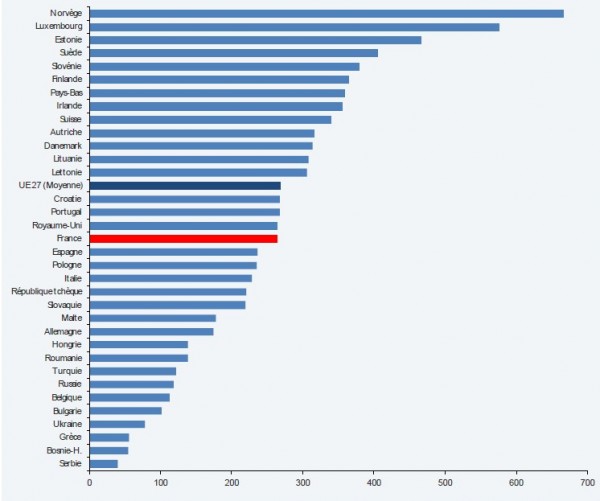 Norvège
Luxembourg
Estonie
Suède
Slovénie
Finlande
Pays-Bas
Irlande
Suisse
Autriche
Danemark
Lituanie
Lettonie
UE27 (Moyenne)
Croatie
Portugal
Royaume-Uni
France
Espagne
Pologne
Italie
République tchèque
Slovaquie
Malte
Allemagne
Hongrie
Roumanie
Turquie
Russie
Belgique
Bulgarie
Ukraine
Grèce
Bosnie-H.
Serbie
0 100 200 300 400 500 600 700